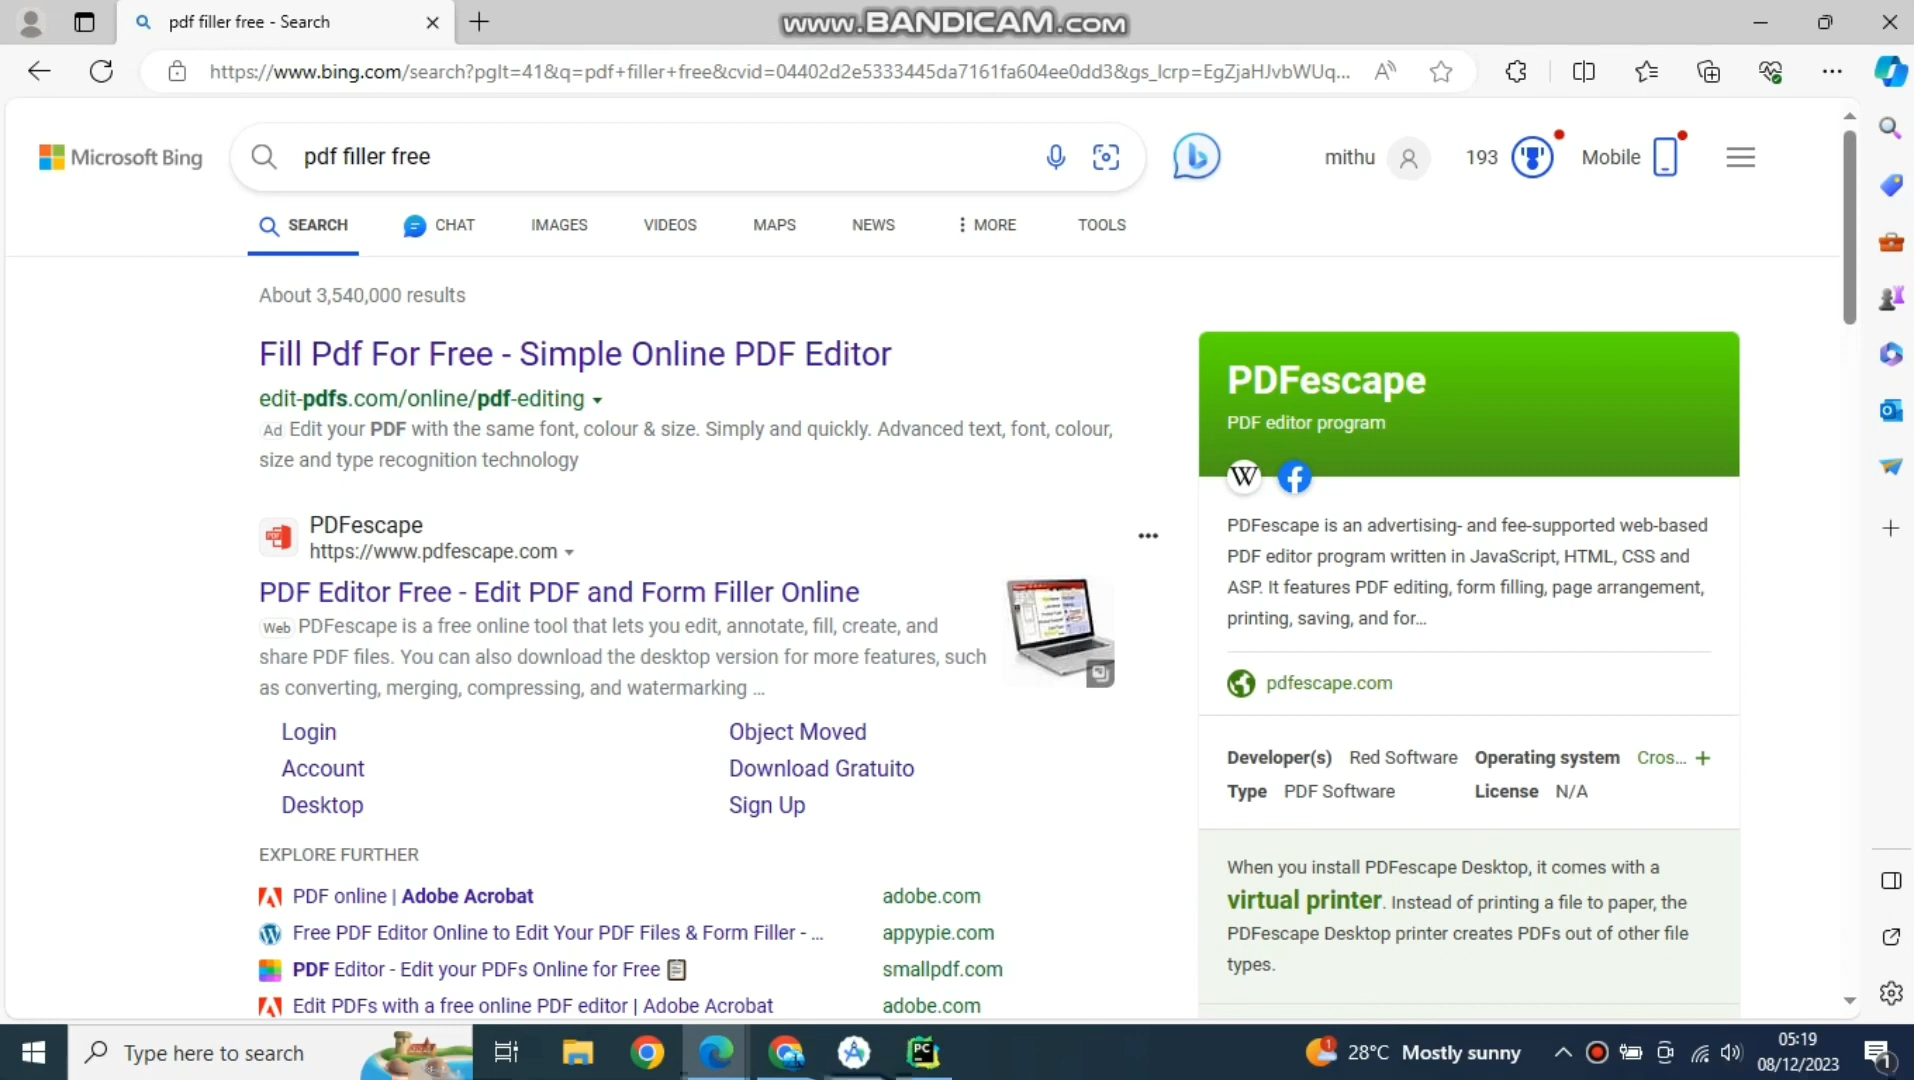 pdf filler free - Search
www.BANDICAM.com
https://www.bing.com/search?pglt=41&q=pdf+filler+free&cvid=04402d2e5333445da7161fa604ee0dd3&gs_lcrp=EgZjaHJvbWUq...
Microsoft Bing
pdf filler free
mithu
193
Mobile
SEARCH
CHAT
IMAGES
VIDEOS
MAPS
NEWS
MORE
TOOLS
About 3,540,000 results
Fill Pdf For Free - Simple Online PDF Editor
edit-pdfs.com/online/pdf-editing
Ad Edit your PDF with the same font, colour & size. Simply and quickly. Advanced text, font, colour,
size and type recognition technology
PDFescape
https://www.pdfescape.com
PDF Editor Free - Edit PDF and Form Filler Online
Web PDFescape is a free online tool that lets you edit, annotate, fill, create, and
share PDF files. You can also download the desktop version for more features, such
as converting, merging, compressing, and watermarking ...
Login
Object Moved
Account
Download Gratuito
Desktop
Sign Up
EXPLORE FURTHER
PDF online | Adobe Acrobat
adobe.com
Free PDF Editor Online to Edit Your PDF Files & Form Filler - ...
appypie.com
PDF Editor - Edit your PDFs Online for Free
smallpdf.com
Edit PDFs with a free online PDF editor | Adobe Acrobat
adobe.com
PDFescape
PDF editor program
W
PDFescape is an advertising- and fee-supported web-based
PDF editor program written in JavaScript, HTML, CSS and
ASP. It features PDF editing, form filling, page arrangement,
printing, saving, and for...
pdfescape.com
Developer(s) Red Software Operating system Cros... +
Type PDF Software License N/A
When you install PDFescape Desktop, it comes with a
virtual printer. Instead of printing a file to paper, the
PDFescape Desktop printer creates PDFs out of other file
types.
Type here to search
PC
1
28°C Mostly sunny
05:19
08/12/2023
1